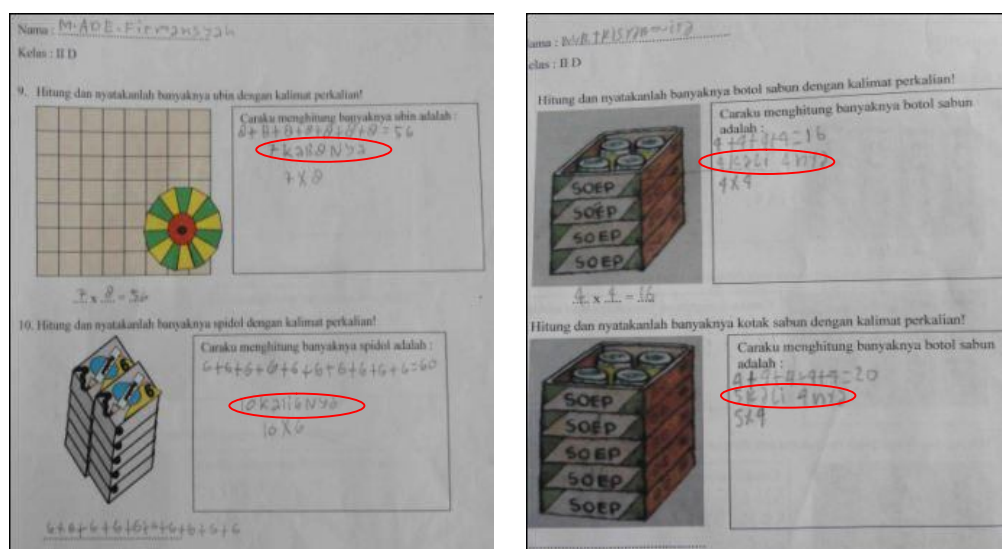 Nama : M.ADE.Firmansyah
Kelas : II D
9. Hitung dan nyatakanlah banyaknya ubin dengan kalimat perkalian!
Caraku menghitung banyaknya ubin adalah :
8+8+8+8+8+8+8=56
7kali8Nya
7X8
7 x 8 = 56
10. Hitung dan nyatakanlah banyaknya spidol dengan kalimat perkalian!
Caraku menghitung banyaknya spidol adalah :
6+6+6+6+6+6+6+6+6+6=60
10kali6Nya
10X6
6+6+6+6+6+6+6+6+6+6
ama :
elas : II D
Hitung dan nyatakanlah banyaknya botol sabun dengan kalimat perkalian!
Caraku menghitung banyaknya botol sabun
adalah :
4+4+4+4=16
4kali 4nya
4x4
SOEP
SOEP
SOEP
SOEP
4 x 4 = 16
Hitung dan nyatakanlah banyaknya kotak sabun dengan kalimat perkalian!
Caraku menghitung banyaknya botol sabun
adalah :
4+4+4+4+4=20
5kali 4nya
5x4
SOEP
SOEP
SOEP
SOEP
SOEP